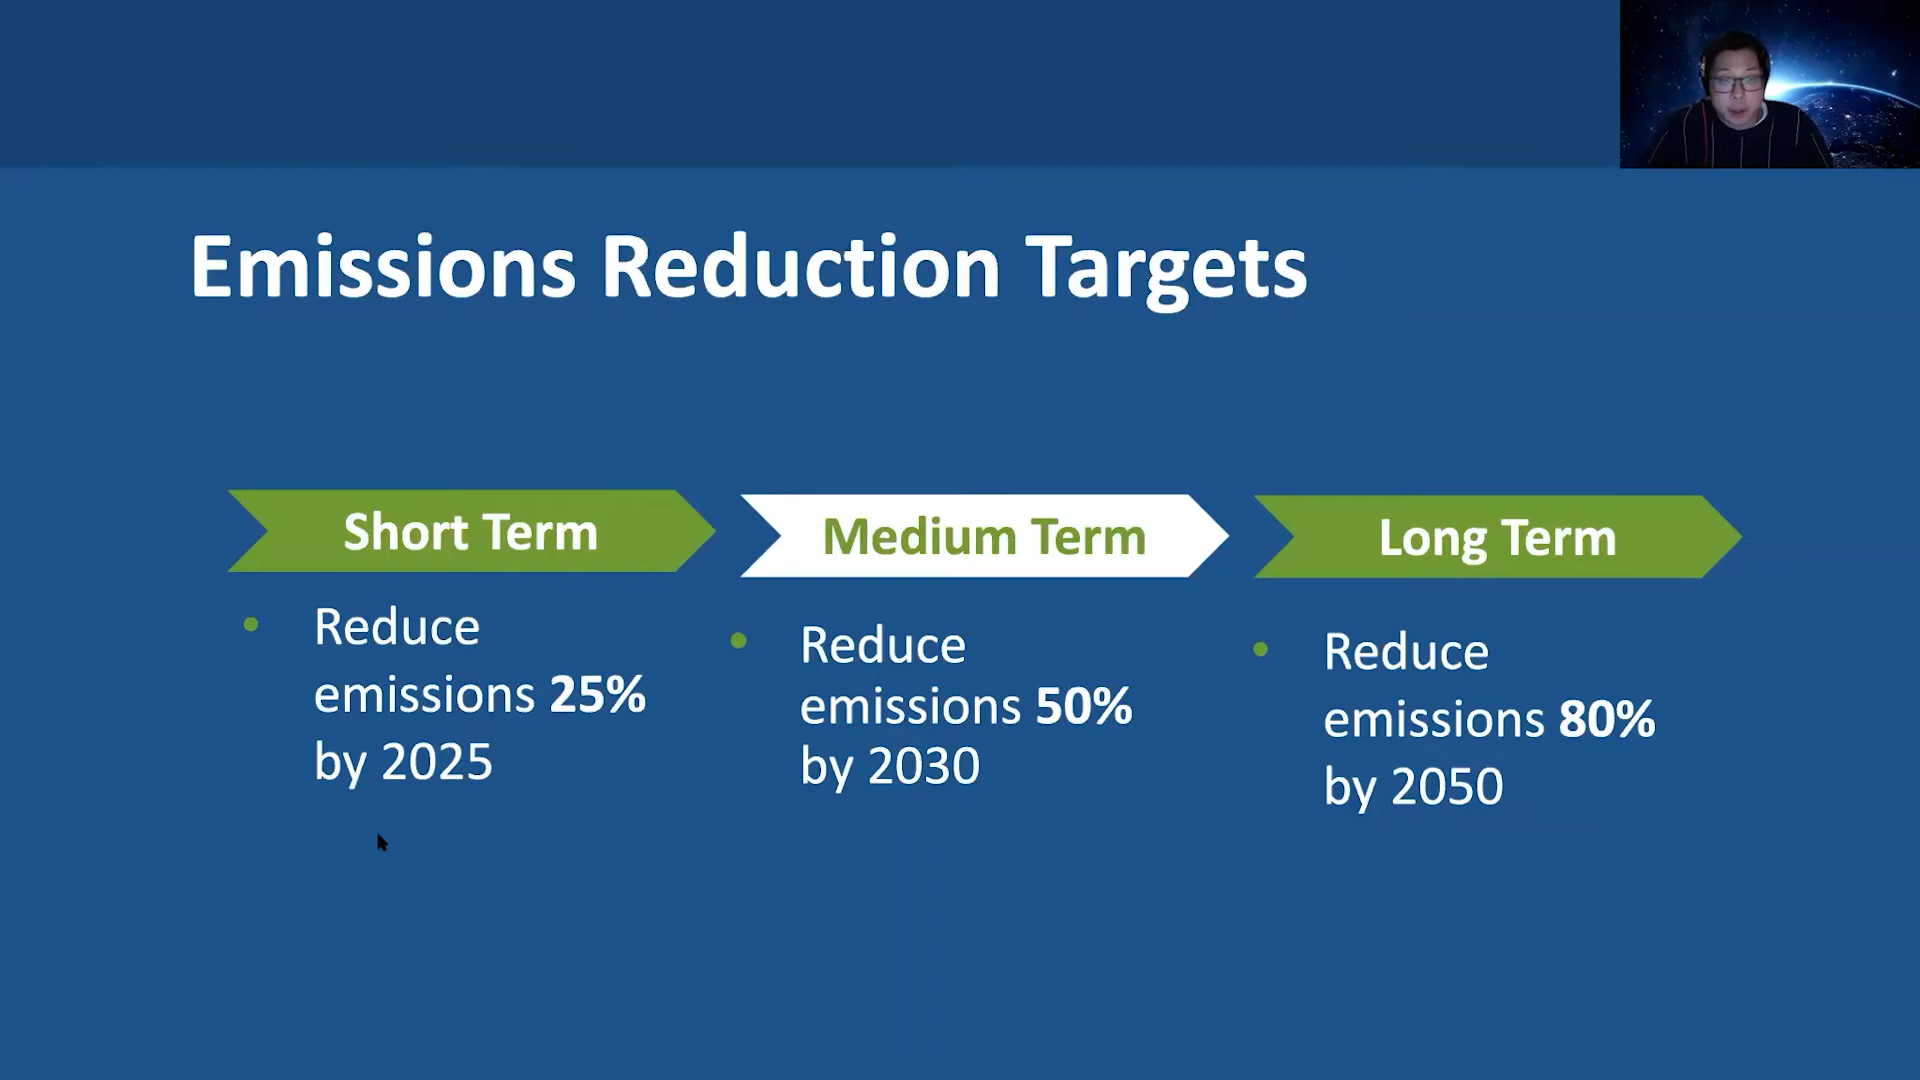 Emissions Reduction Targets
Short Term
Reduce
emissions 25%
by 2025
Medium Term
Reduce
emissions 50%
by 2030
Long Term
Reduce
emissions 80%
by 2050